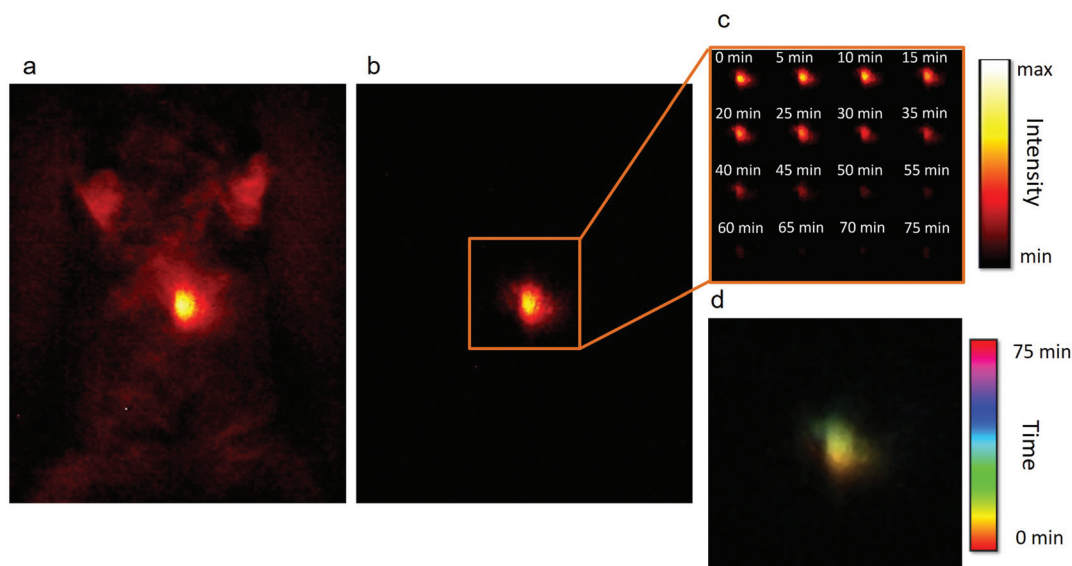 a
b
c
0 min 5 min 10 min 15 min
20 min 25 min 30 min 35 min
40 min 45 min 50 min 55 min
60 min 65 min 70 min 75 min
max
Intensity
min
d
75 min
Time
0 min